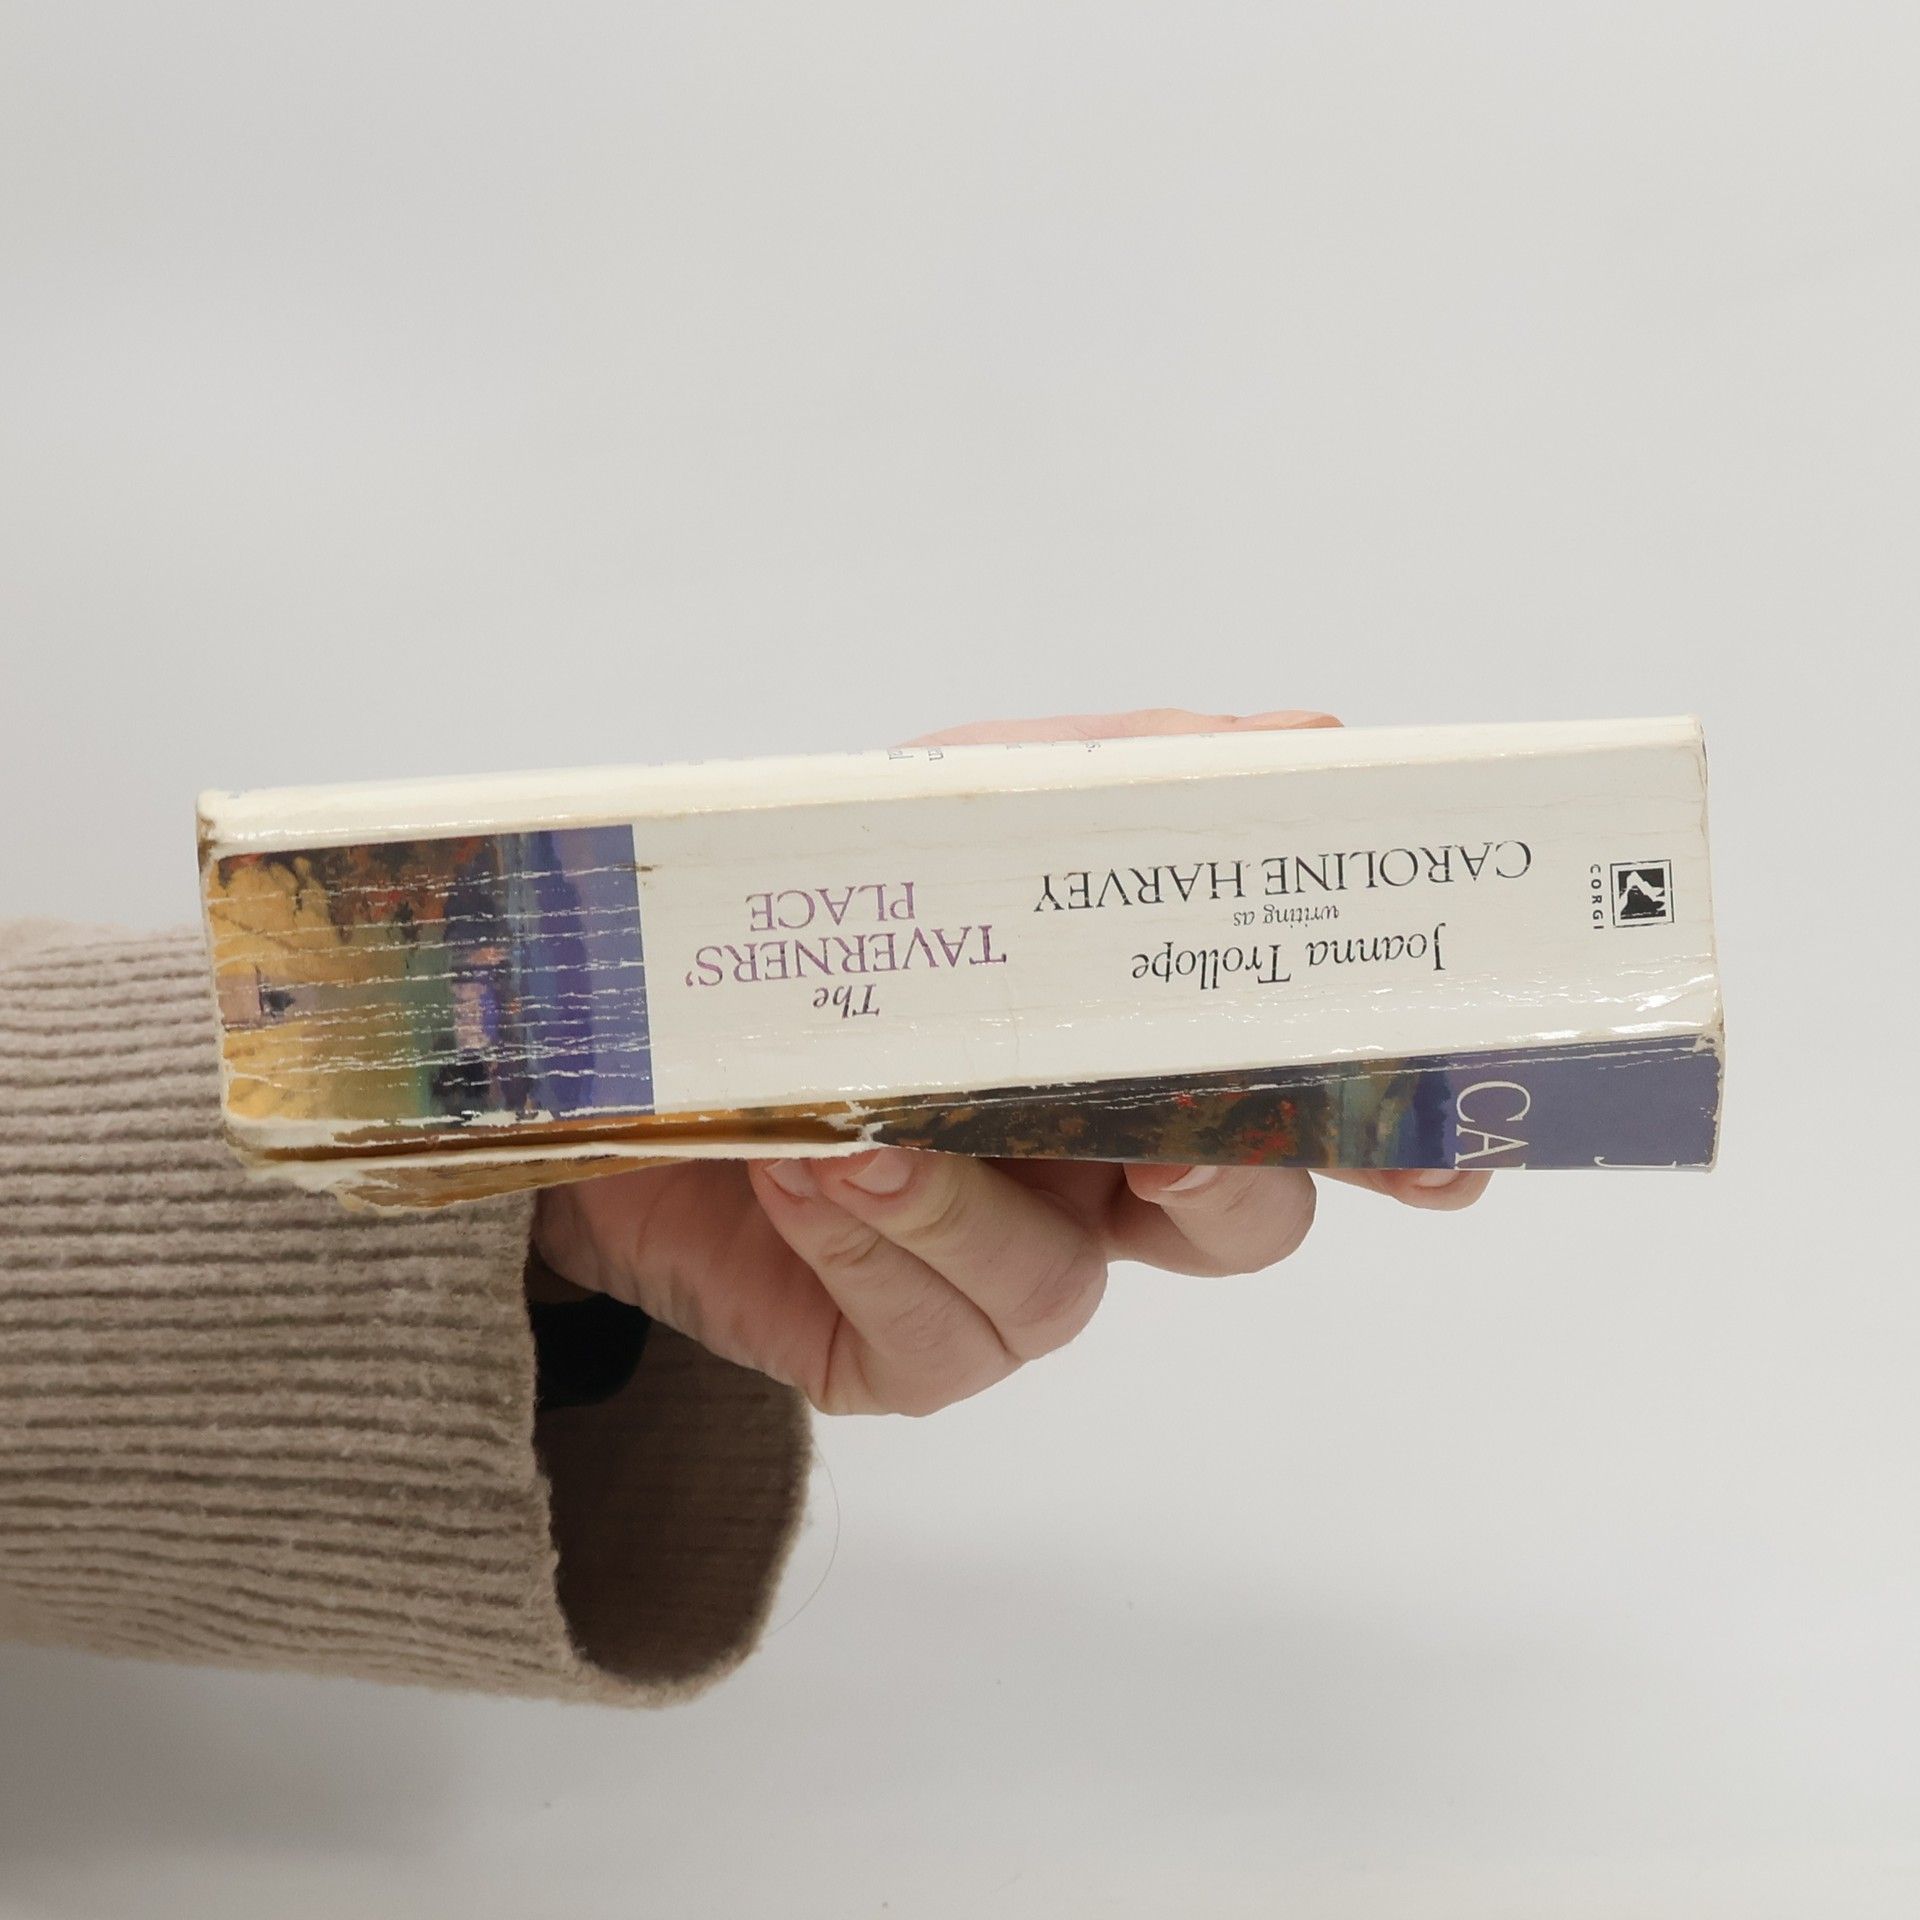 Joanna Trollope
writing as
CAROLINE HARVEY
The
TAVERNERS'
PLACE
CORGI
CA
J